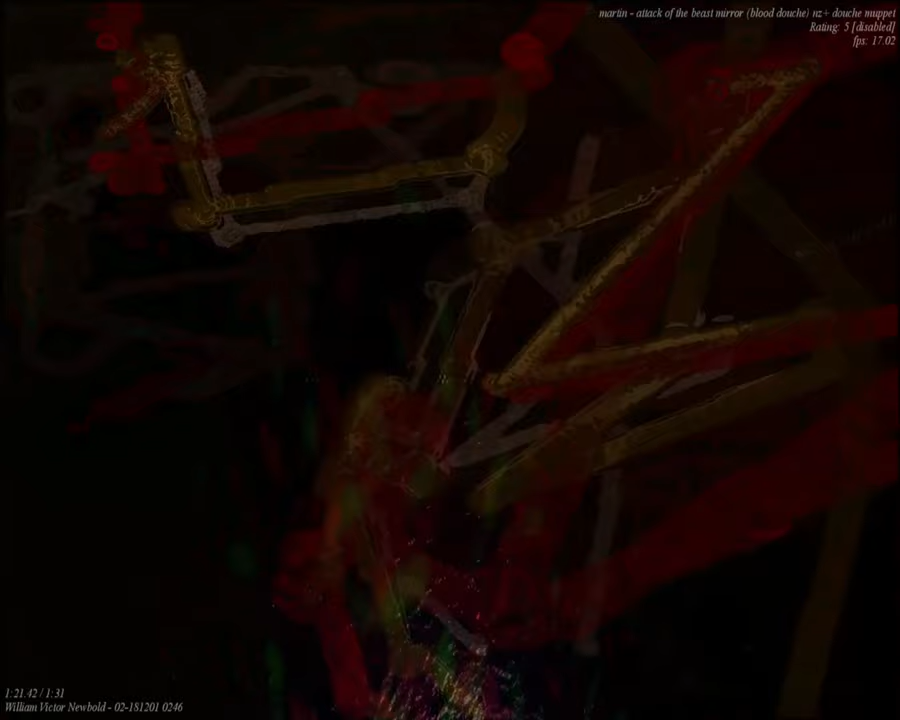 martin - attack of the beast mirror (blood douche) nz+ douche muppet
Rating: 5 [disabled]
fps: 17.02
1:21.42 / 1:31
William Victor Newbold - 02-181201 0246